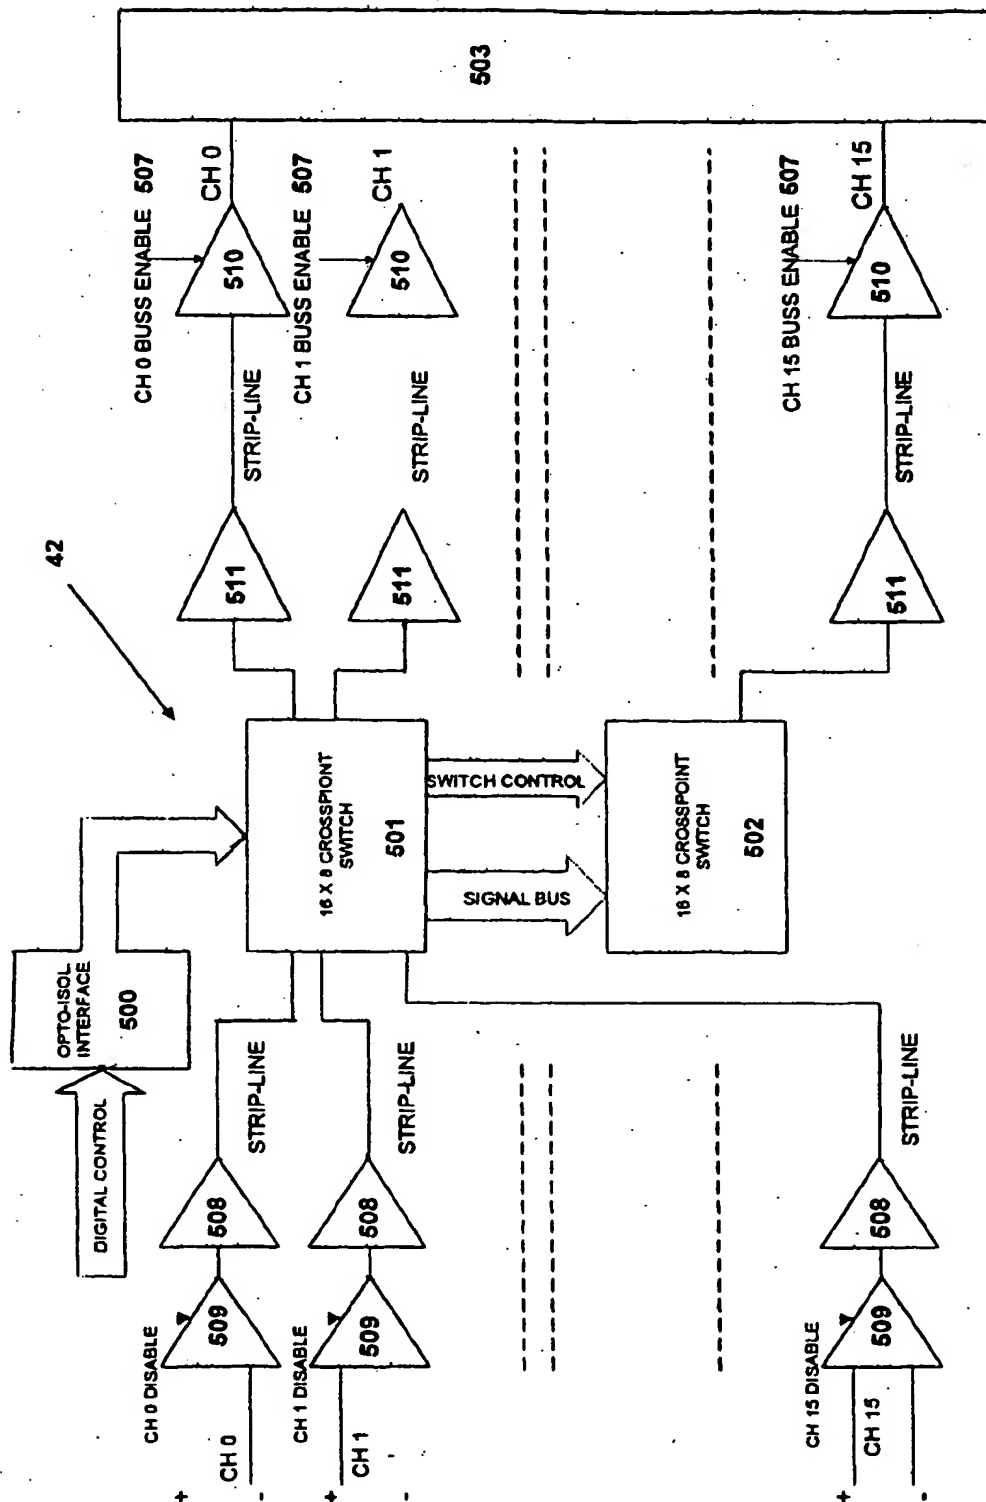 +
-
CH 0
CH 0 DISABLE
509
508
STRIP-LINE
+
-
CH 1
CH 1 DISABLE
509
508
STRIP-LINE
+
-
CH 15
CH 15 DISABLE
509
508
STRIP-LINE
DIGITAL CONTROL
OPTO-ISOL.
INTERFACE
500
16 X 8 CROSSPIONT
SWITCH
501
SIGNAL BUS
SWITCH CONTROL
16 X 8 CROSSPOINT
SWITCH
502
42
511
STRIP-LINE
CH 0 BUSS ENABLE 507
510
CH 0
511
STRIP-LINE
CH 1 BUSS ENABLE 507
510
CH 1
511
STRIP-LINE
CH 15 BUSS ENABLE 507
510
CH 15
503